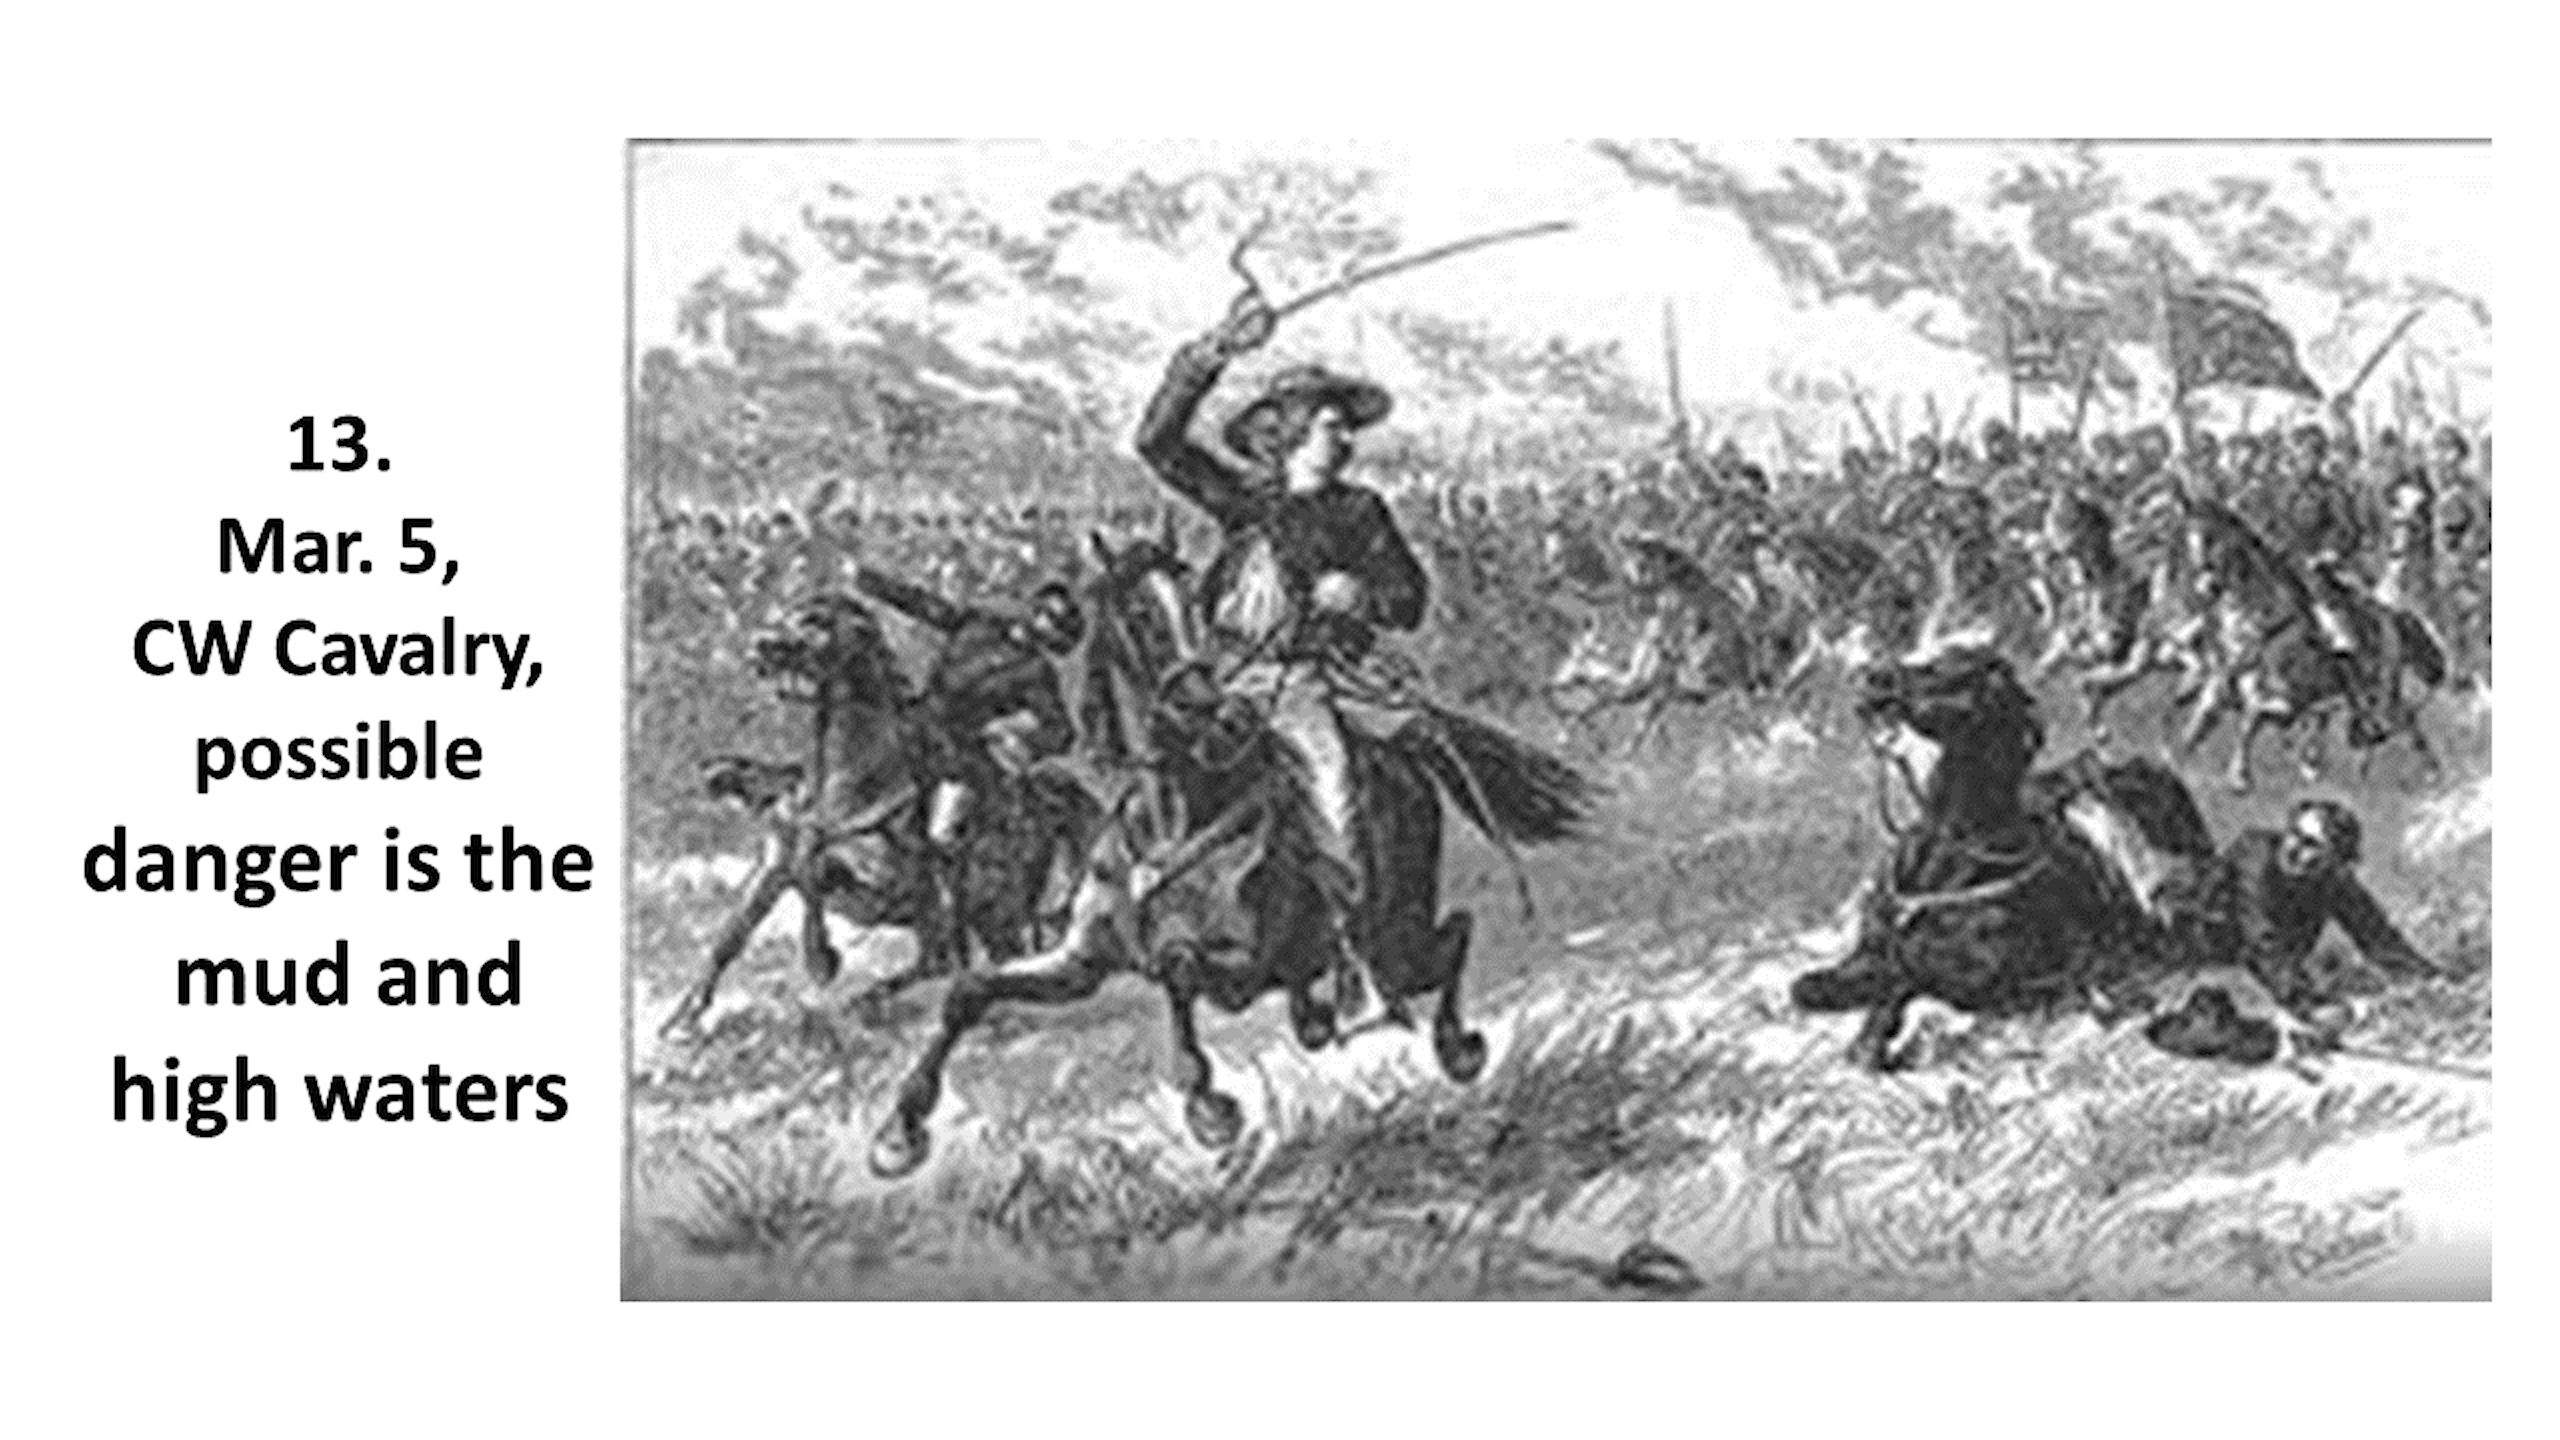 13.
Mar. 5,
CW Cavalry,
possible
danger is the
mud and
high waters